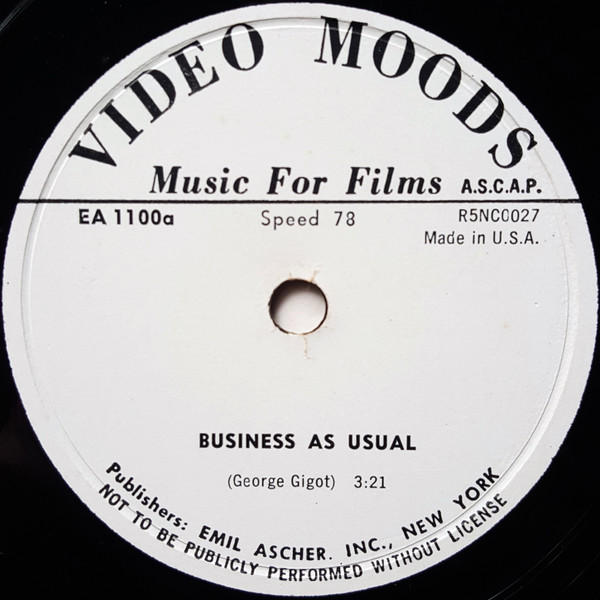 VIDEO MOODS
Music For Films A.S.C.A.P.
EA 1100a Speed 78 R5NC0027
Made in U.S.A.
BUSINESS AS USUAL
(George Gigot) 3:21
Publishers: EMIL ASCHER. INC., NEW YORK
NOT TO BE PUBLICLY PERFORMED WITHOUT LICENSE